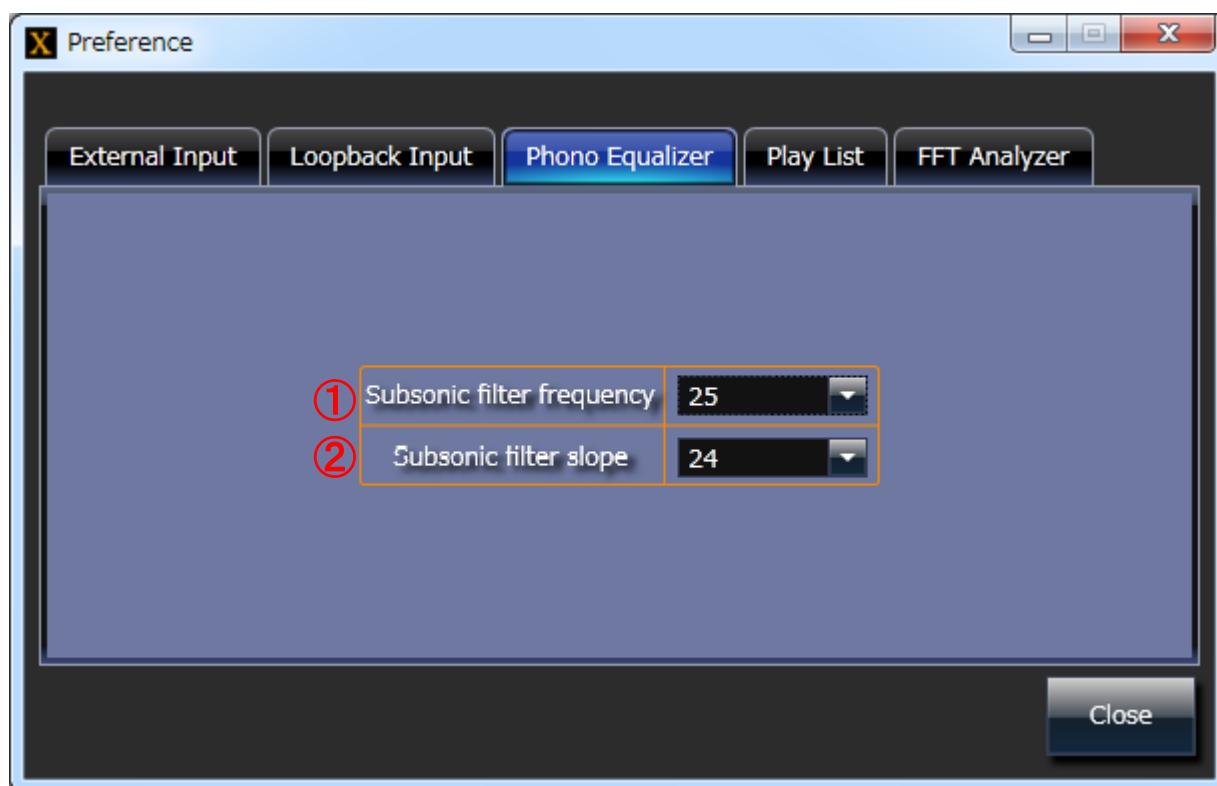 X Preference
External Input Loopback Input Phono Equalizer Play List FFT Analyzer
① Subsonic filter frequency 25
② Subsonic filter slope 24
Close